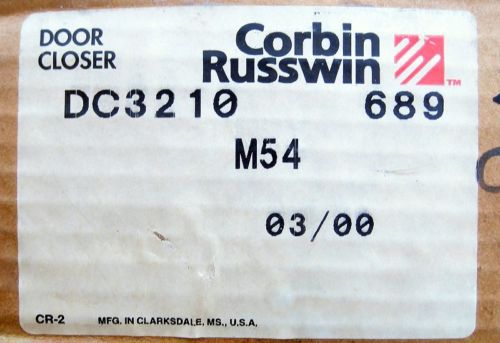 DOOR
CLOSER
Corbin
Russwin
TM
DC3210 689
M54
03/00
CR-2 MFG. IN CLARKSDALE, MS., U.S.A.